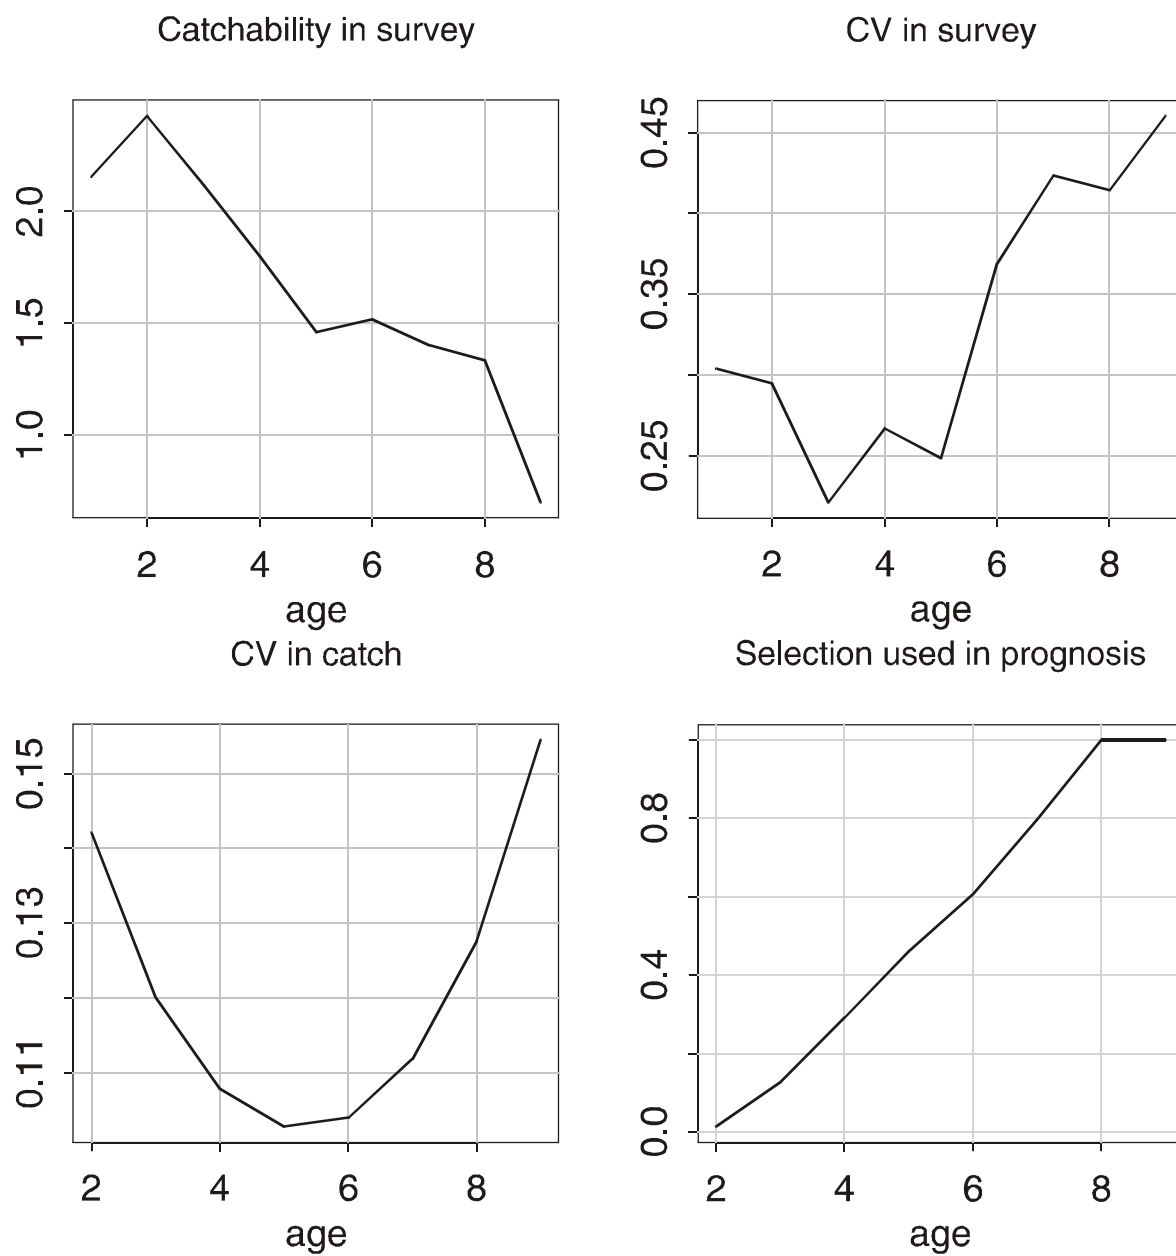 Catchability in survey
2.0
1.5
1.0
2 4 6 8
age
CV in survey
0.45
0.35
0.25
2 4 6 8
age
CV in catch
0.15
0.13
0.11
2 4 6 8
age
Selection used in prognosis
0.8
0.4
0.0
2 4 6 8
age